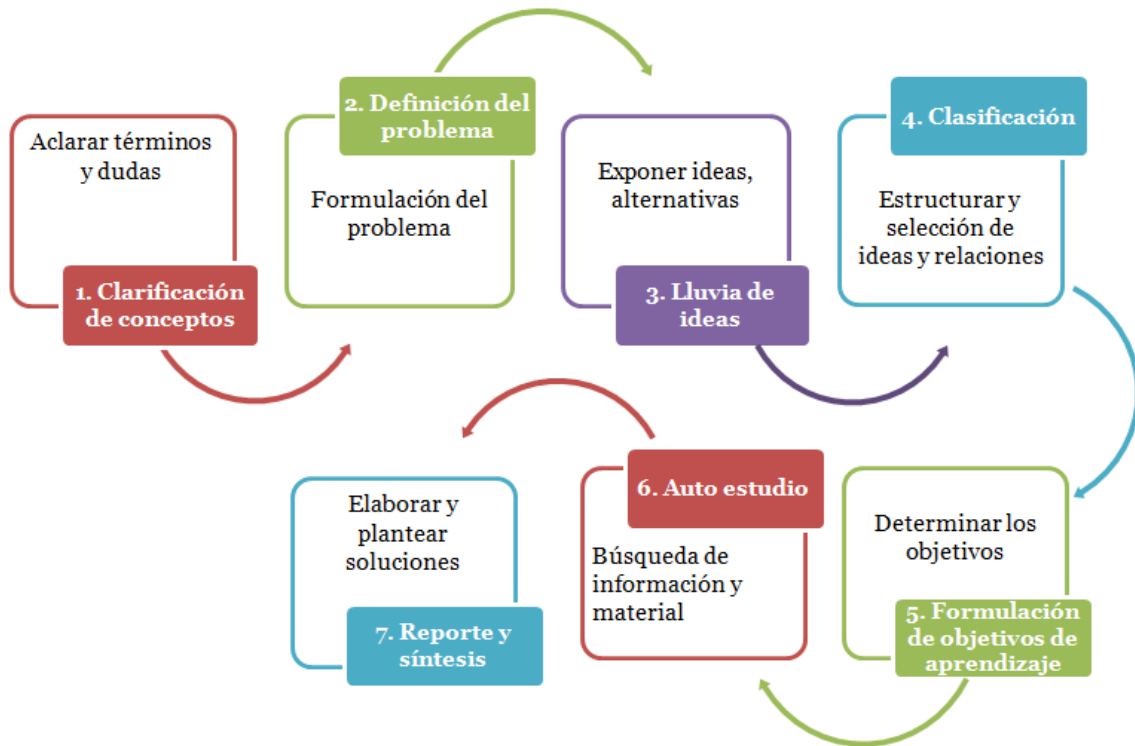 Aclarar términos
y dudas
1. Clarificación
de conceptos
2. Definición del
problema
Formulación del
problema
Exponer ideas,
alternativas
3. Lluvia de
ideas
4. Clasificación
Estructurar y
selección de
ideas y relaciones
Determinar los
objetivos
5. Formulación
de objetivos de
aprendizaje
6. Auto estudio
Búsqueda de
información y
material
Elaborar y
plantear
soluciones
7. Reporte y
síntesis